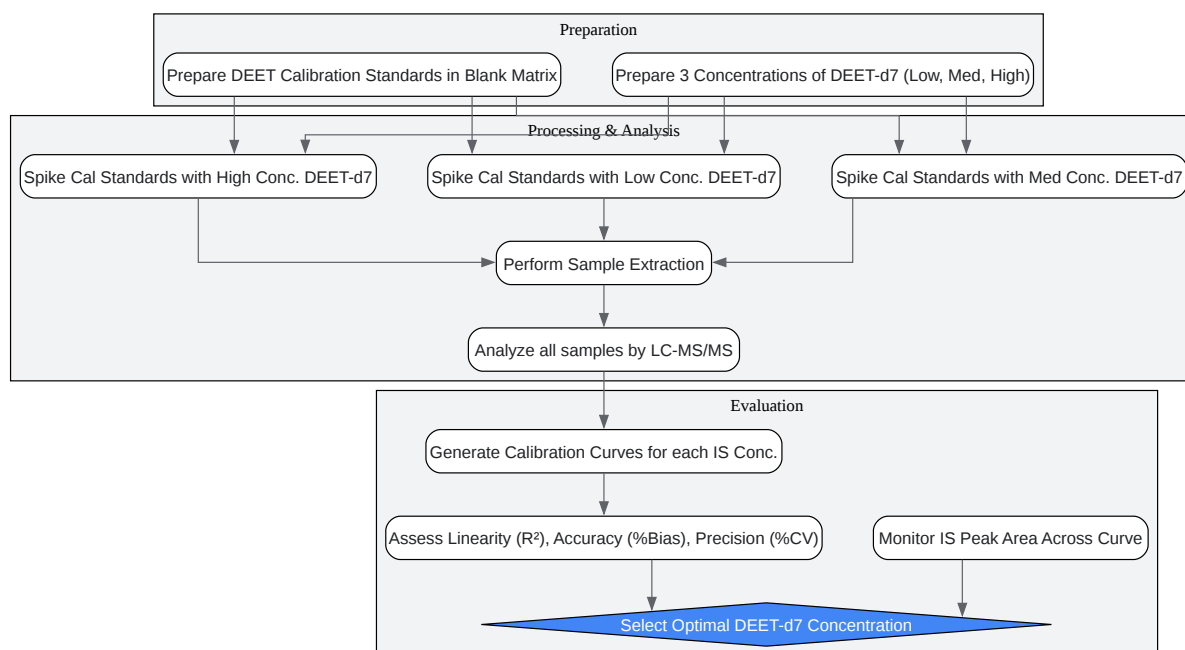 Preparation
Prepare DEET Calibration Standards in Blank Matrix
Prepare 3 Concentrations of DEET-d7 (Low, Med, High)
Processing & Analysis
Spike Cal Standards with High Conc. DEET-d7
Spike Cal Standards with Low Conc. DEET-d7
Spike Cal Standards with Med Conc. DEET-d7
Perform Sample Extraction
Analyze all samples by LC-MS/MS
Evaluation
Generate Calibration Curves for each IS Conc.
Assess Linearity (R²), Accuracy (%Bias), Precision (%CV)
Monitor IS Peak Area Across Curve
Select Optimal DEET-d7 Concentration